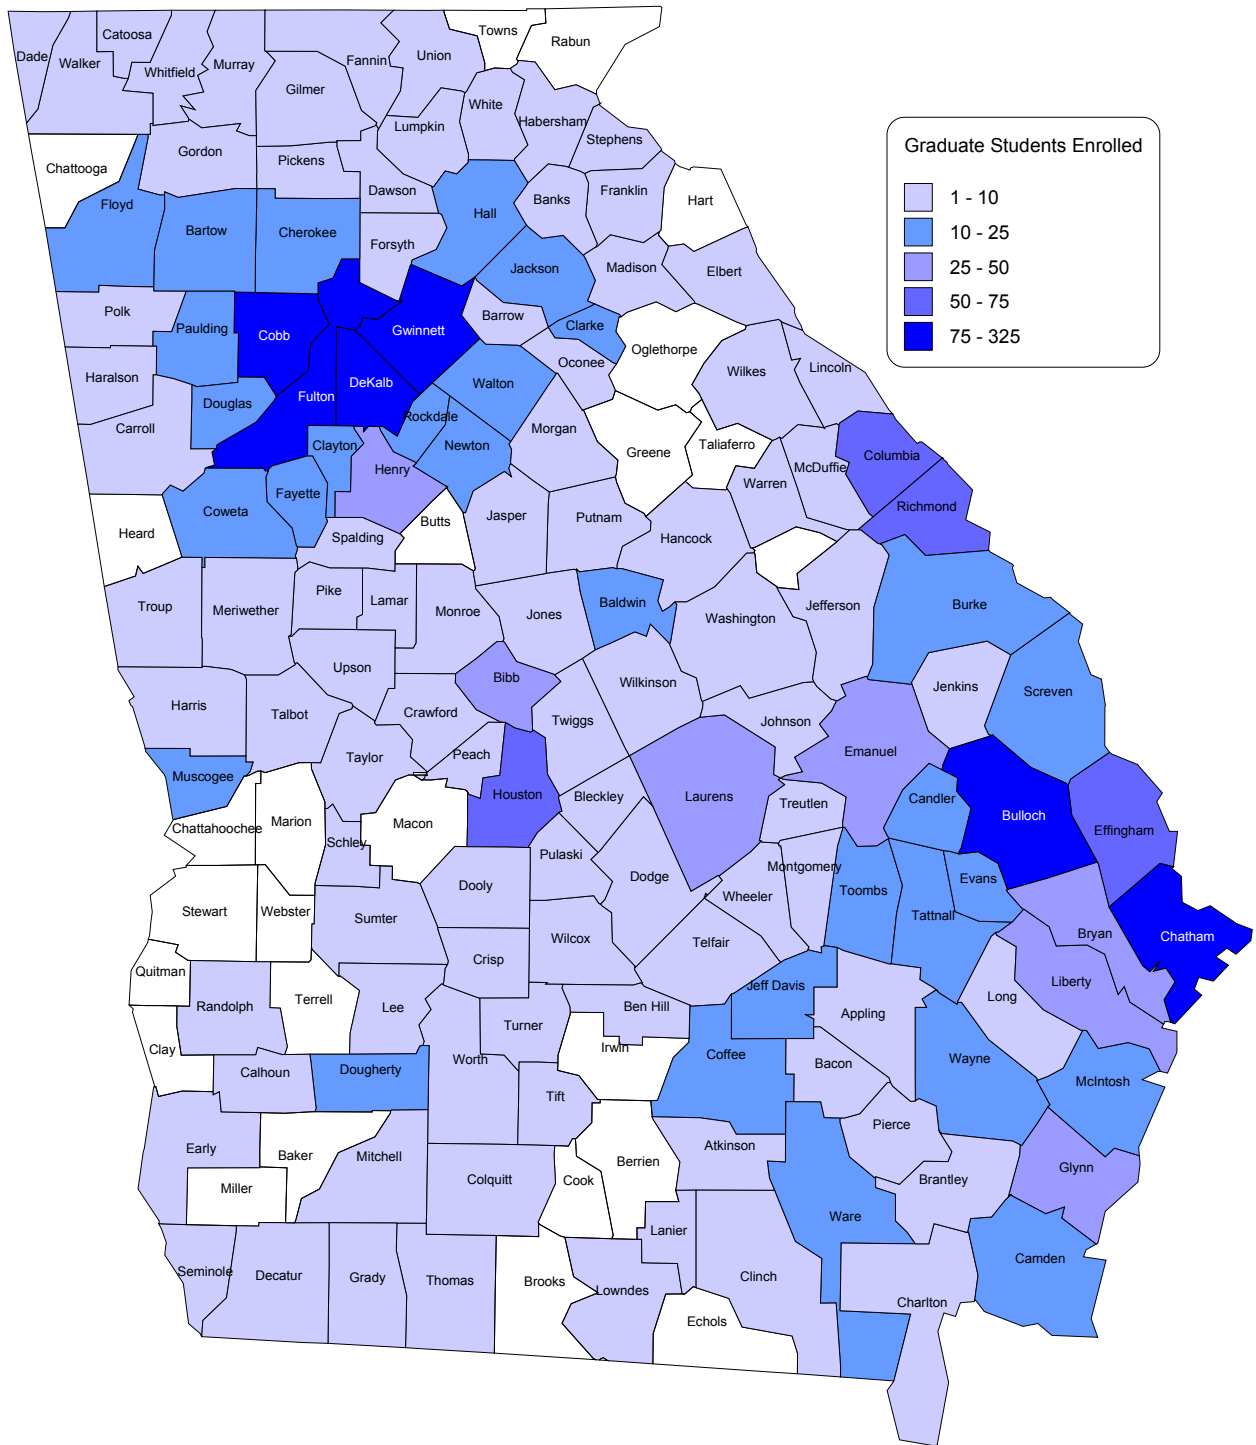 Towns
Rabun
Catoosa
Dade
Walker
Whitfield
Murray
Fannin
Union
Gilmer
White
Habersham
Lumpkin
Stephens
Graduate Students Enrolled
1 - 10
10 - 25
25 - 50
50 - 75
75 - 325
Chattooga
Gordon
Pickens
Dawson
Banks
Franklin
Hart
Floyd
Bartow
Cherokee
Hall
Forsyth
Jackson
Madison
Elbert
Polk
Paulding
Cobb
Gwinnett
Barrow
Clarke
Oglethorpe
Oconee
Haralson
Douglas
Fulton
DeKalb
Walton
Wilkes
Lincoln
Rockdale
Carroll
Clayton
Henry
Newton
Morgan
Greene
Taliaferro
Columbia
McDuffie
Warren
Richmond
Heard
Coweta
Fayette
Spalding
Butts
Jasper
Putnam
Hancock
Troup
Meriwether
Pike
Lamar
Monroe
Jones
Baldwin
Washington
Jefferson
Burke
Upson
Bibb
Wilkinson
Jenkins
Screven
Harris
Talbot
Crawford
Twiggs
Johnson
Taylor
Peach
Emanuel
Muscogee
Houston
Bleckley
Laurens
Treutlen
Candler
Bulloch
Effingham
Chattahoochee
Marion
Macon
Schley
Pulaski
Dooly
Dodge
Wheeler
Montgomery
Toombs
Evans
Tattnall
Stewart
Webster
Sumter
Wilcox
Telfair
Bryan
Chatham
Quitman
Crisp
Randolph
Terrell
Lee
Ben Hill
Jeff Davis
Appling
Long
Liberty
Turner
Clay
Irwin
Worth
Coffee
Bacon
Wayne
McIntosh
Calhoun
Dougherty
Tift
Pierce
Early
Baker
Mitchell
Atkinson
Miller
Colquitt
Cook
Berrien
Brantley
Glynn
Ware
Lanier
Camden
Seminole
Decatur
Grady
Thomas
Brooks
Lowndes
Clinch
Charlton
Echols